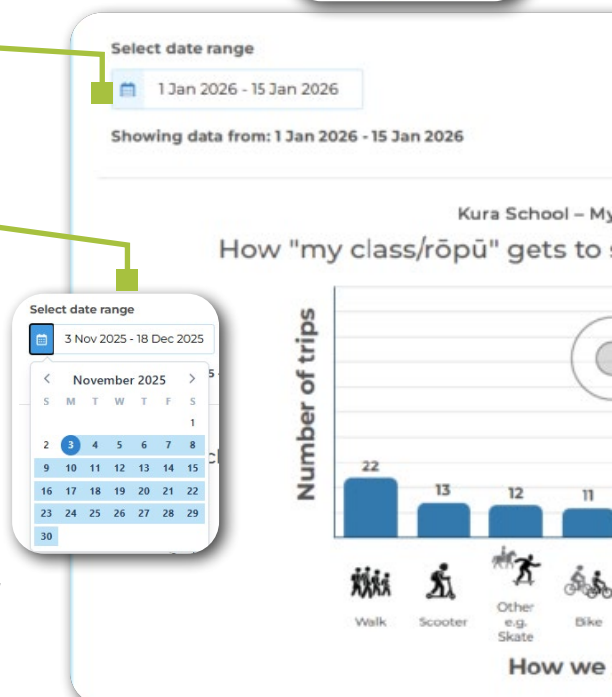 Select date range
1 Jan 2026 - 15 Jan 2026
Showing data from: 1 Jan 2026 - 15 Jan 2026
Kura School – My
How "my class/rōpū" gets to
Select date range
3 Nov 2025 - 18 Dec 2025
November 2025
S M T W T F S
1
2 3 4 5 6 7 8
9 10 11 12 13 14 15
16 17 18 19 20 21 22
23 24 25 26 27 28 29
30
Number of trips
22
13
12
11
Walk
Scooter
Other
e.g.
Skate
Bike
How we